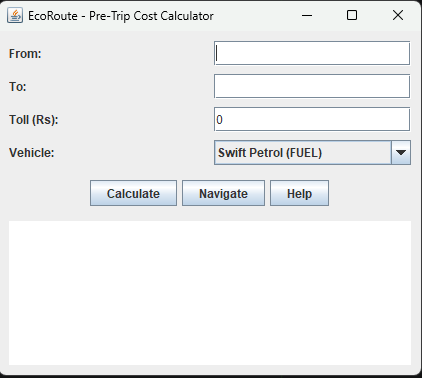 EcoRoute - Pre-Trip Cost Calculator
From:
To:
Toll (Rs): 0
Vehicle: Swift Petrol (FUEL)
Calculate Navigate Help